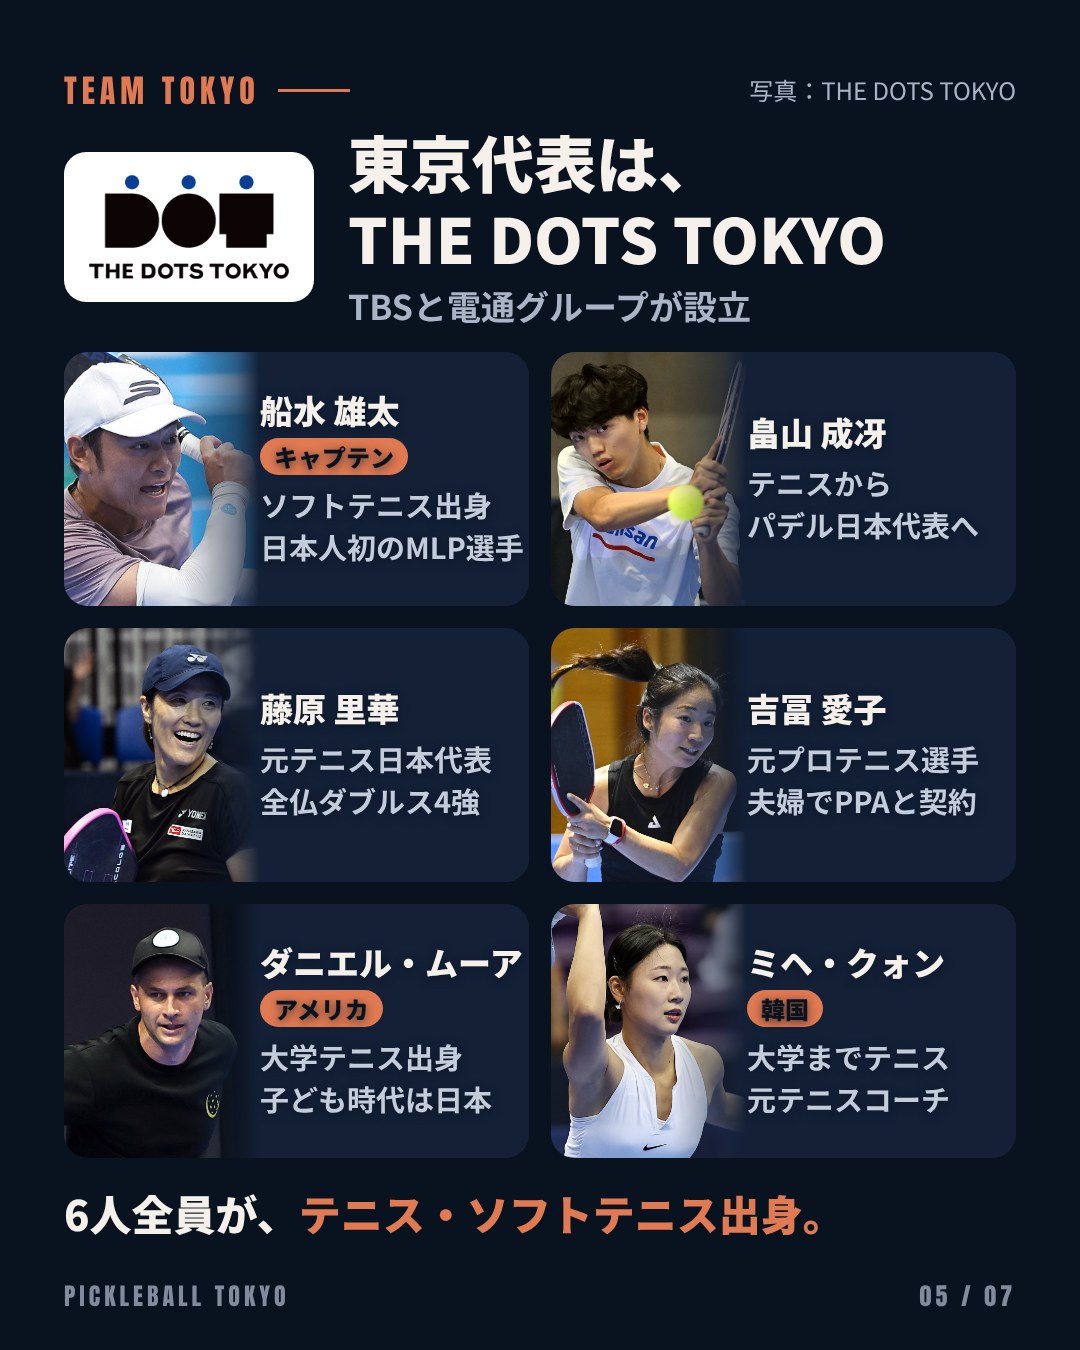 TEAM TOKYO
写真：THE DOTS TOKYO
東京代表は、
THE DOTS TOKYO
DOT
THE DOTS TOKYO
TBSと電通グループが設立
船水 雄太
キャプテン
ソフトテニス出身
日本人初のMLP選手
畠山 成冴
テニスから
パデル日本代表へ
藤原 里華
元テニス日本代表
全仏ダブルス4強
YONEX
吉冨 愛子
元プロテニス選手
夫婦でPPAと契約
ダニエル・ムーア
アメリカ
大学テニス出身
子ども時代は日本
ミヘ・クォン
韓国
大学までテニス
元テニスコーチ
6人全員が、テニス・ソフトテニス出身。
PICKLEBALL TOKYO
05 / 07